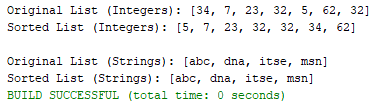 Original List (Integers): [34, 7, 23, 32, 5, 62, 32]
Sorted List (Integers): [5, 7, 23, 32, 32, 34, 62]
Original List (Strings): [abc, dna, itse, msn]
Sorted List (Strings): [abc, dna, itse, msn]
BUILD SUCCESSFUL (total time: 0 seconds)